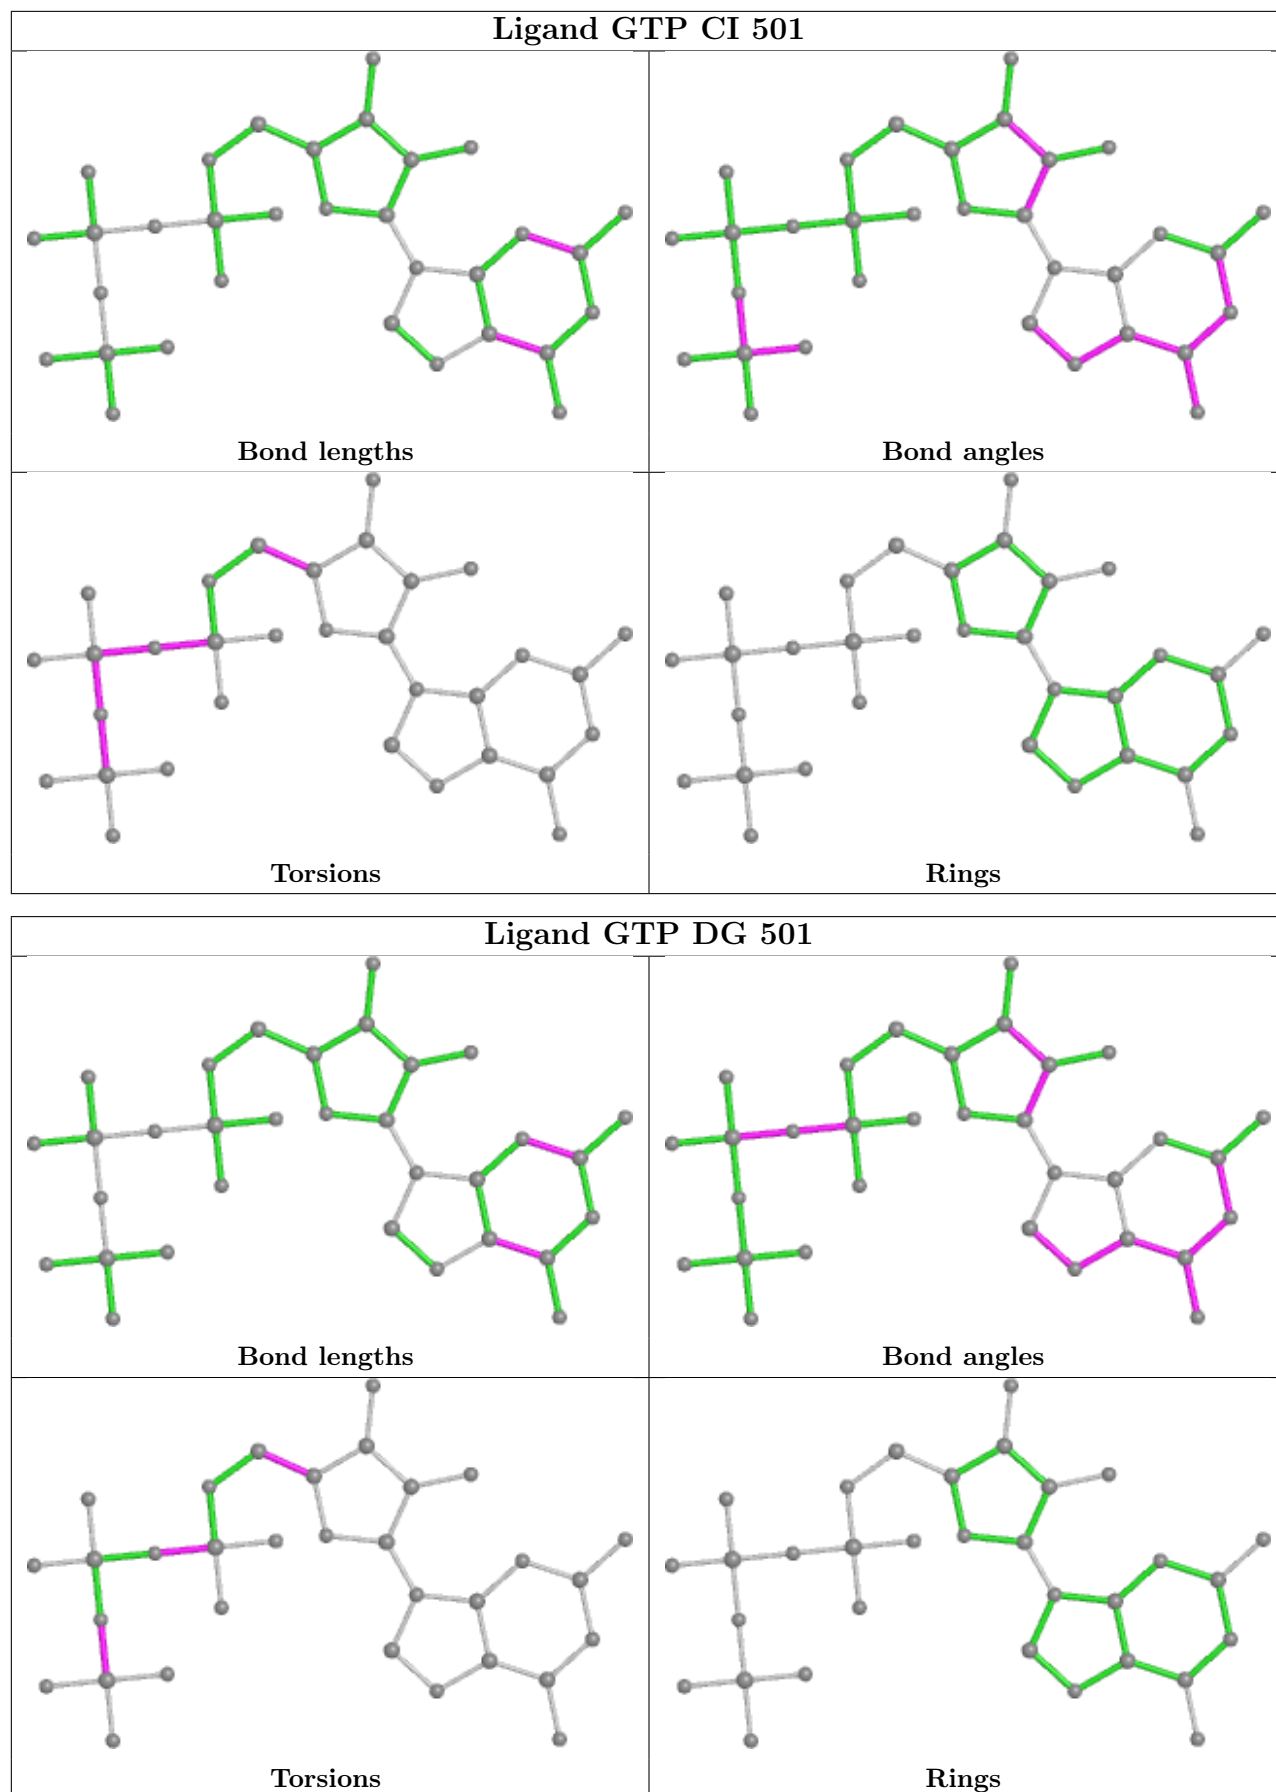 Ligand GTP CI 501
Bond lengths
Bond angles
Torsions
Rings
Ligand GTP DG 501
Bond lengths
Bond angles
Torsions
Rings